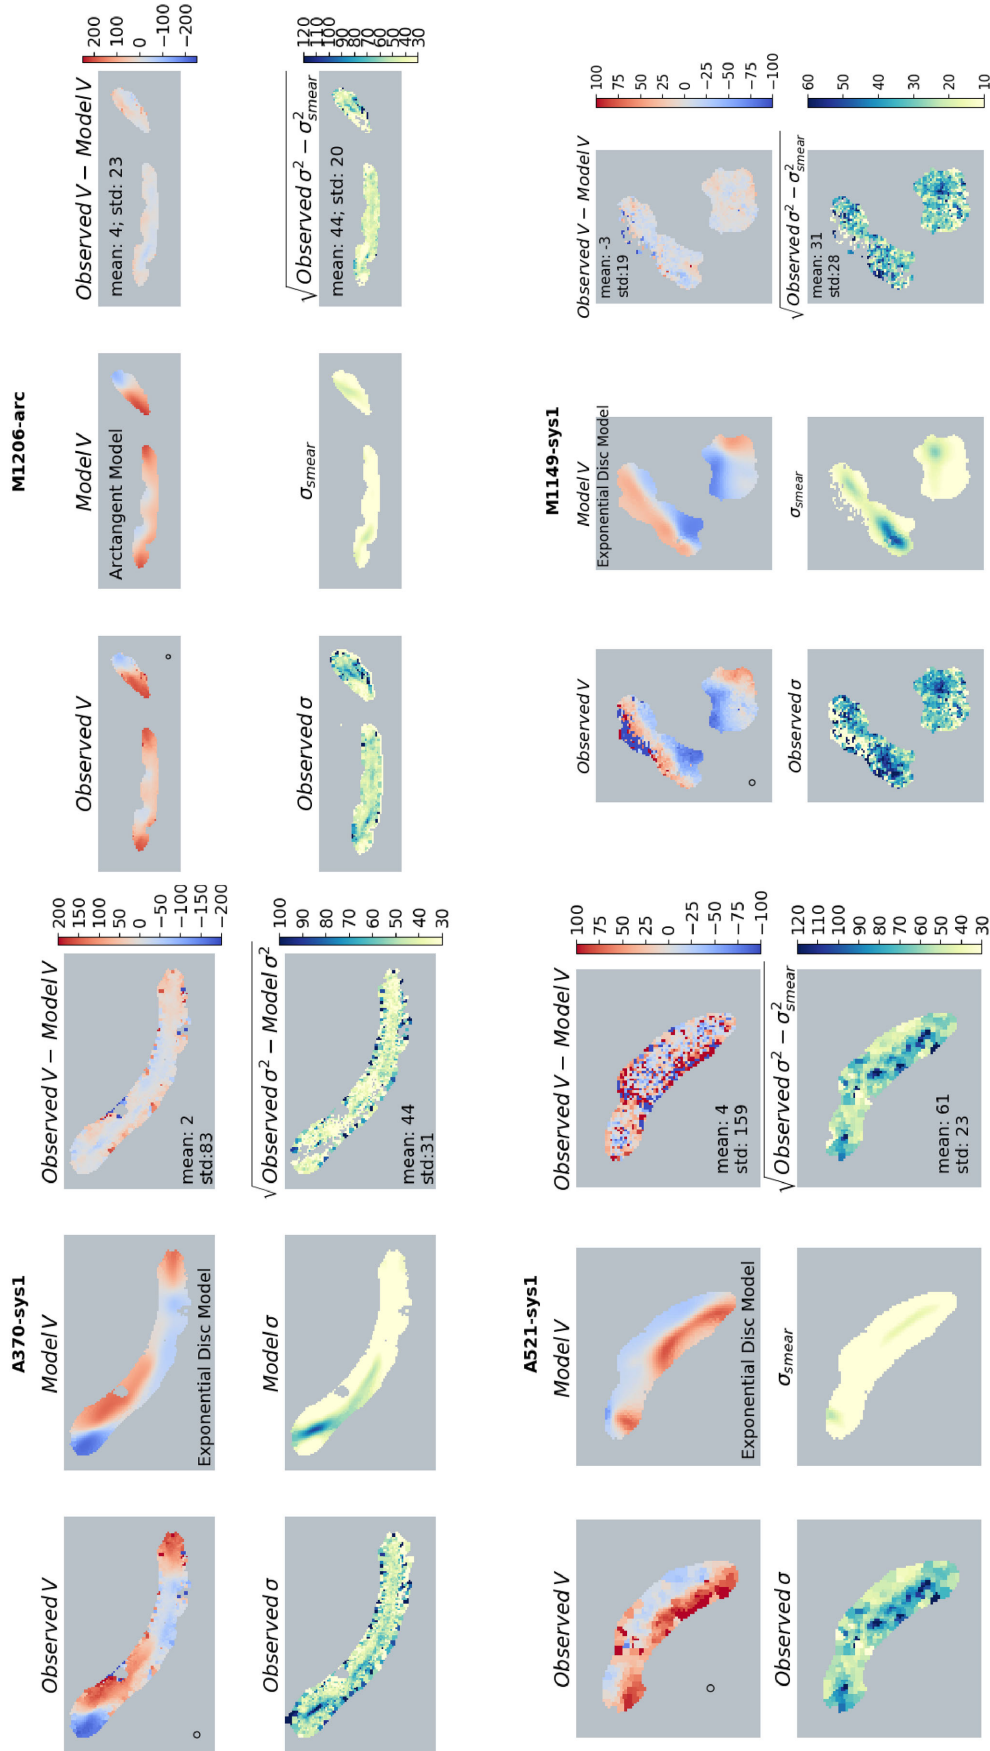 A370-sys1
Observed V
Model V
Observed V − Model V
200
150
100
50
0
−50
−100
−150
−200
Exponential Disc Model
mean: 2
std:83
Observed σ
Model σ
√Observed σ² − Model σ²
100
90
80
70
60
50
40
30
mean: 44
std:31
M1206-arc
Observed V
Model V
Observed V − Model V
200
100
0
−100
−200
Arctangent Model
mean: 4; std: 23
Observed σ
σsmear
√Observed σ² − σ²smear
120
110
100
90
80
70
60
50
40
30
mean: 44; std: 20
A521-sys1
Observed V
Model V
Observed V − Model V
100
75
50
25
0
−25
−50
−75
−100
Exponential Disc Model
mean: 4
std: 159
Observed σ
σsmear
√Observed σ² − σ²smear
120
110
100
90
80
70
60
50
40
30
mean: 61
std: 23
M1149-sys1
Observed V
Model V
Observed V − Model V
Exponential Disc Model
mean: -3
std:19
100
75
50
25
0
−25
−50
−75
−100
Observed σ
σsmear
√Observed σ² − σ²smear
mean: 31
std:28
60
50
40
30
20
10